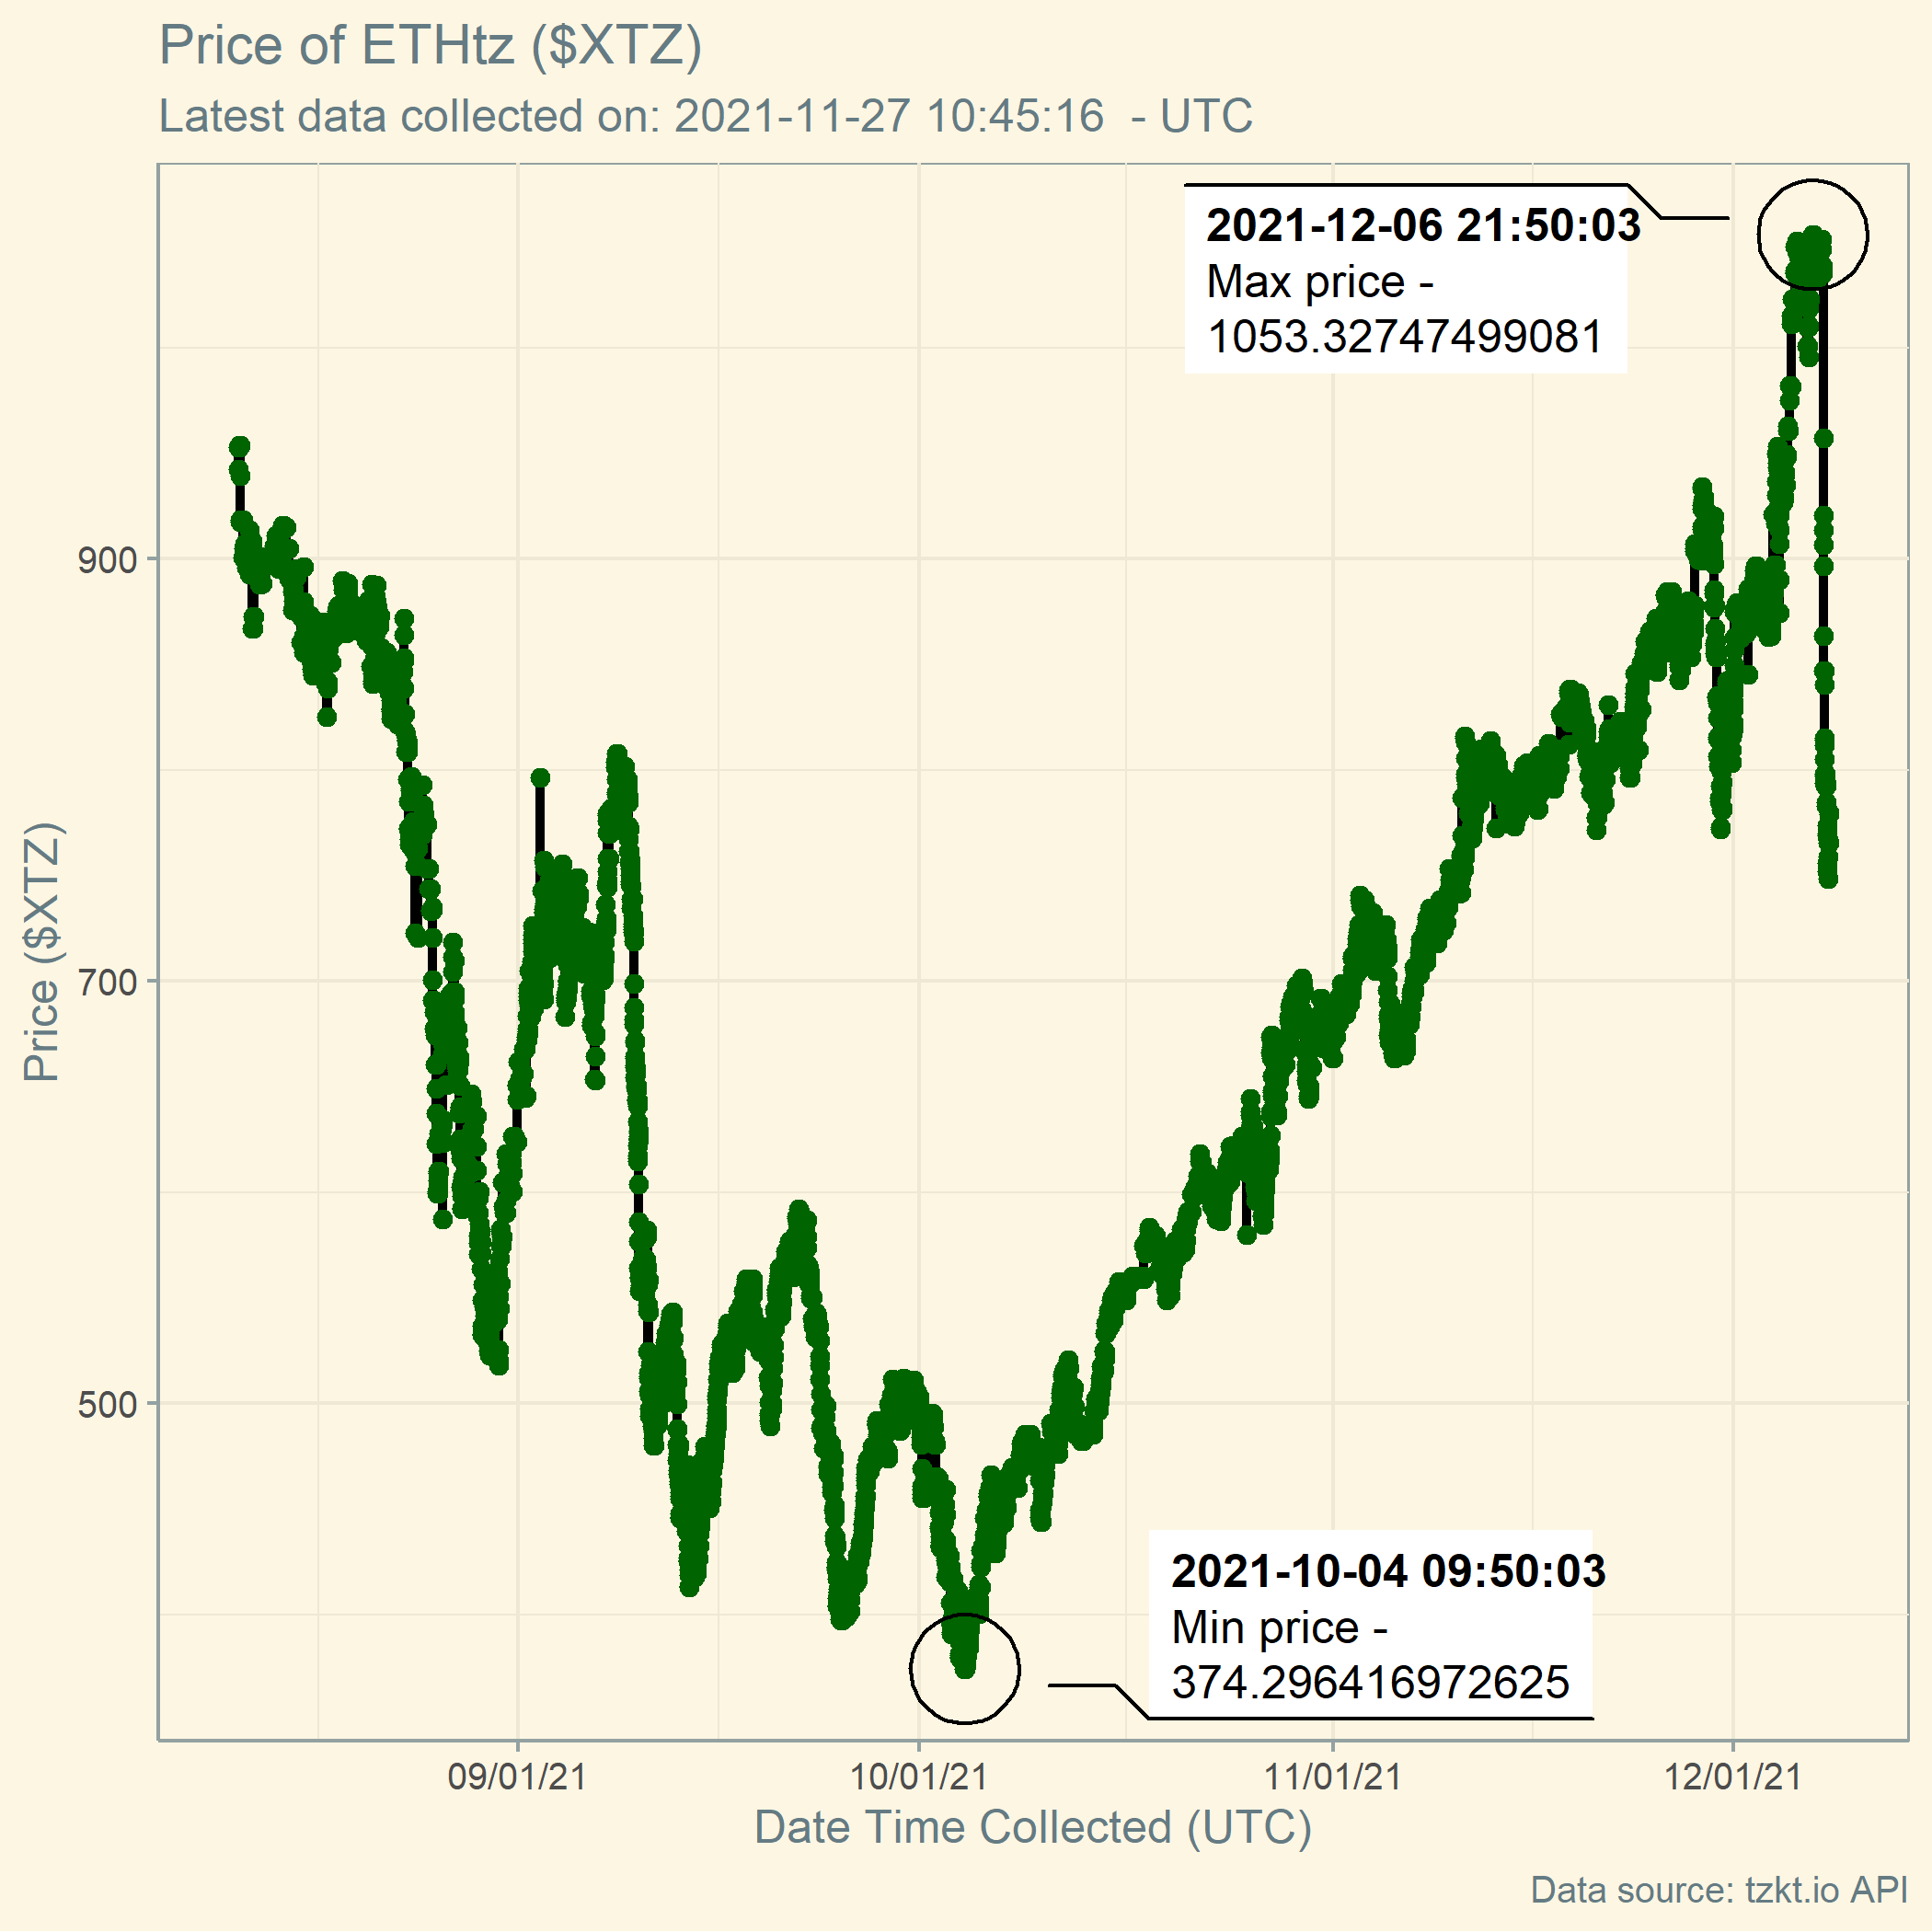 Price of ETHtz ($XTZ)
Latest data collected on: 2021-11-27 10:45:16  - UTC
2021-12-06 21:50:03
Max price -
1053.32747499081
900
700
500
Price ($XTZ)
2021-10-04 09:50:03
Min price -
374.296416972625
09/01/21
10/01/21
11/01/21
12/01/21
Date Time Collected (UTC)
Data source: tzkt.io API